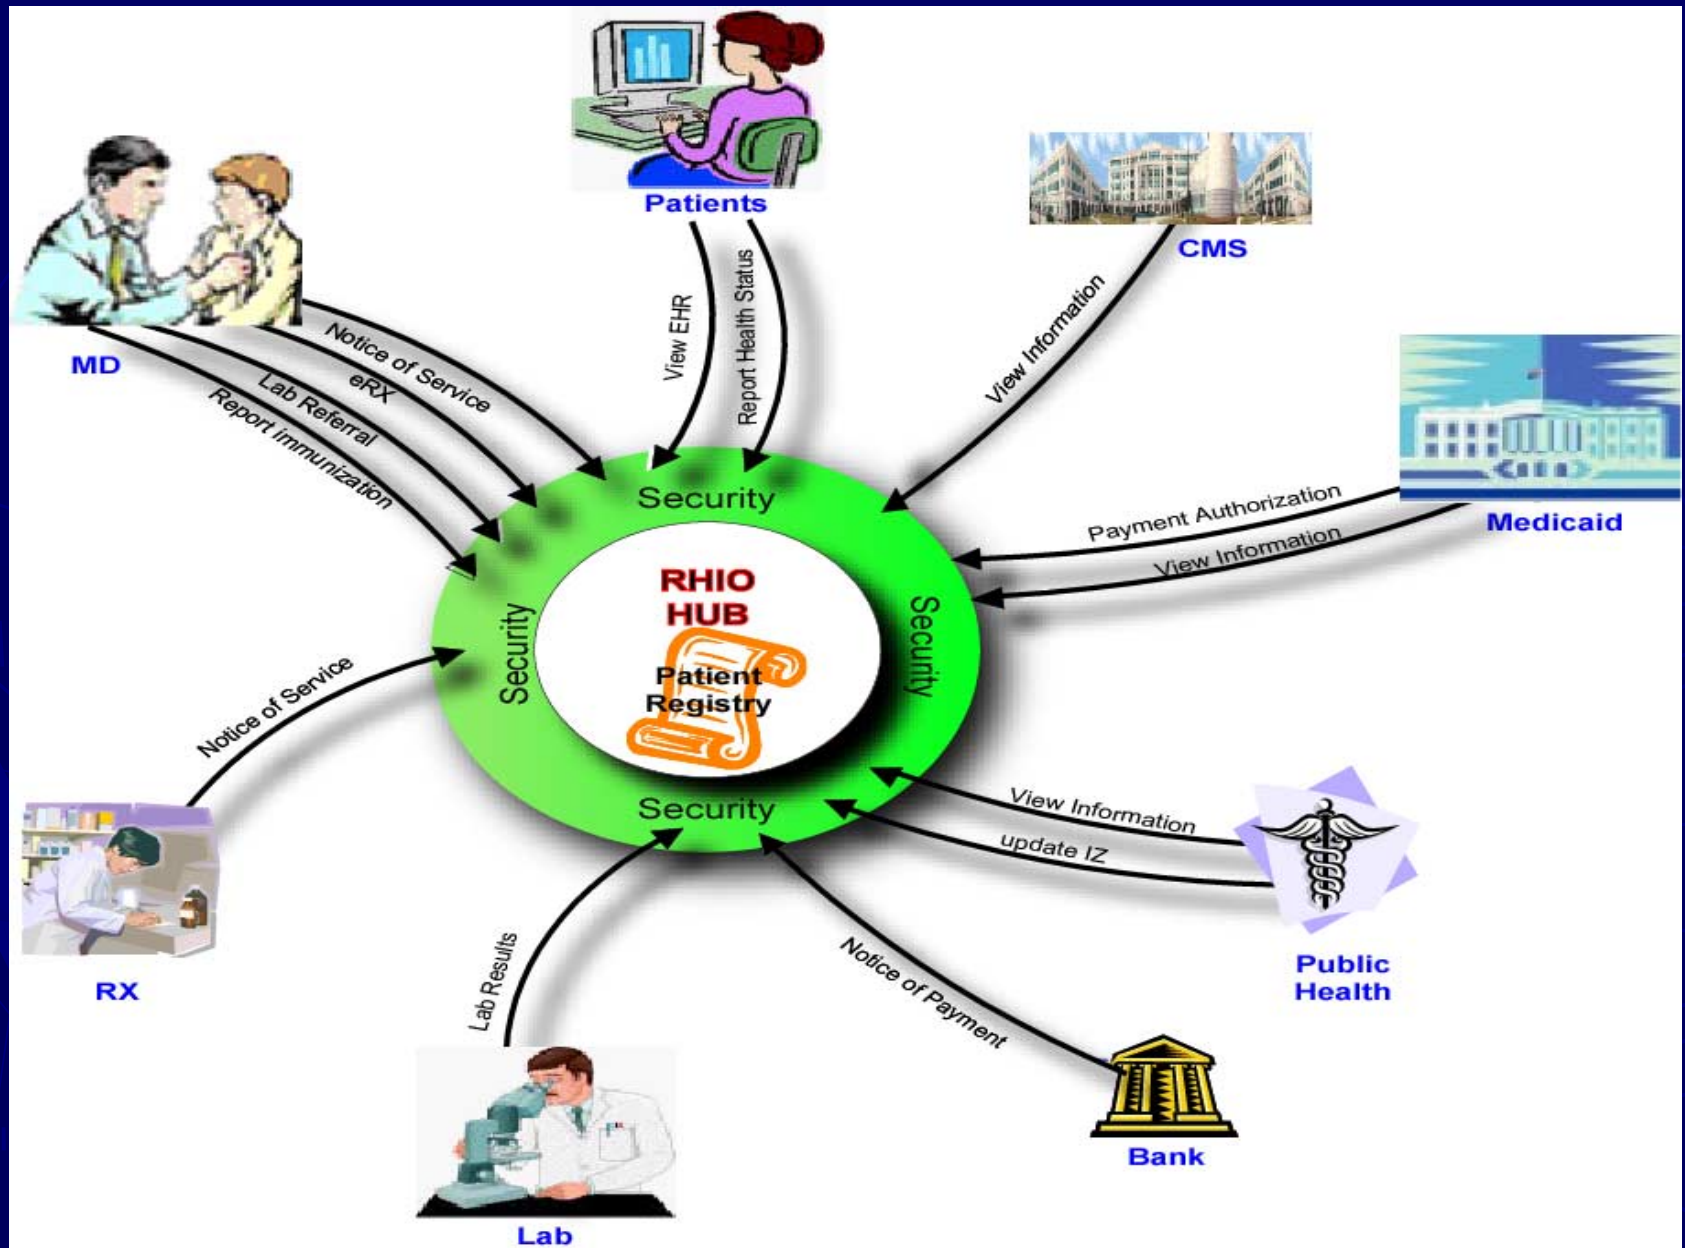 Patients
CMS
MD
Medicaid
Notice of Service
eRX
Lab Referral
Report immunization
View EHR
Report Health Status
View Information
Payment Authorization
View Information
Security
Security
Security
Security
RHIO
HUB
Patient
Registry
Notice of Service
RX
Lab Results
Lab
Notice of Payment
Bank
View Information
update IZ
Public
Health